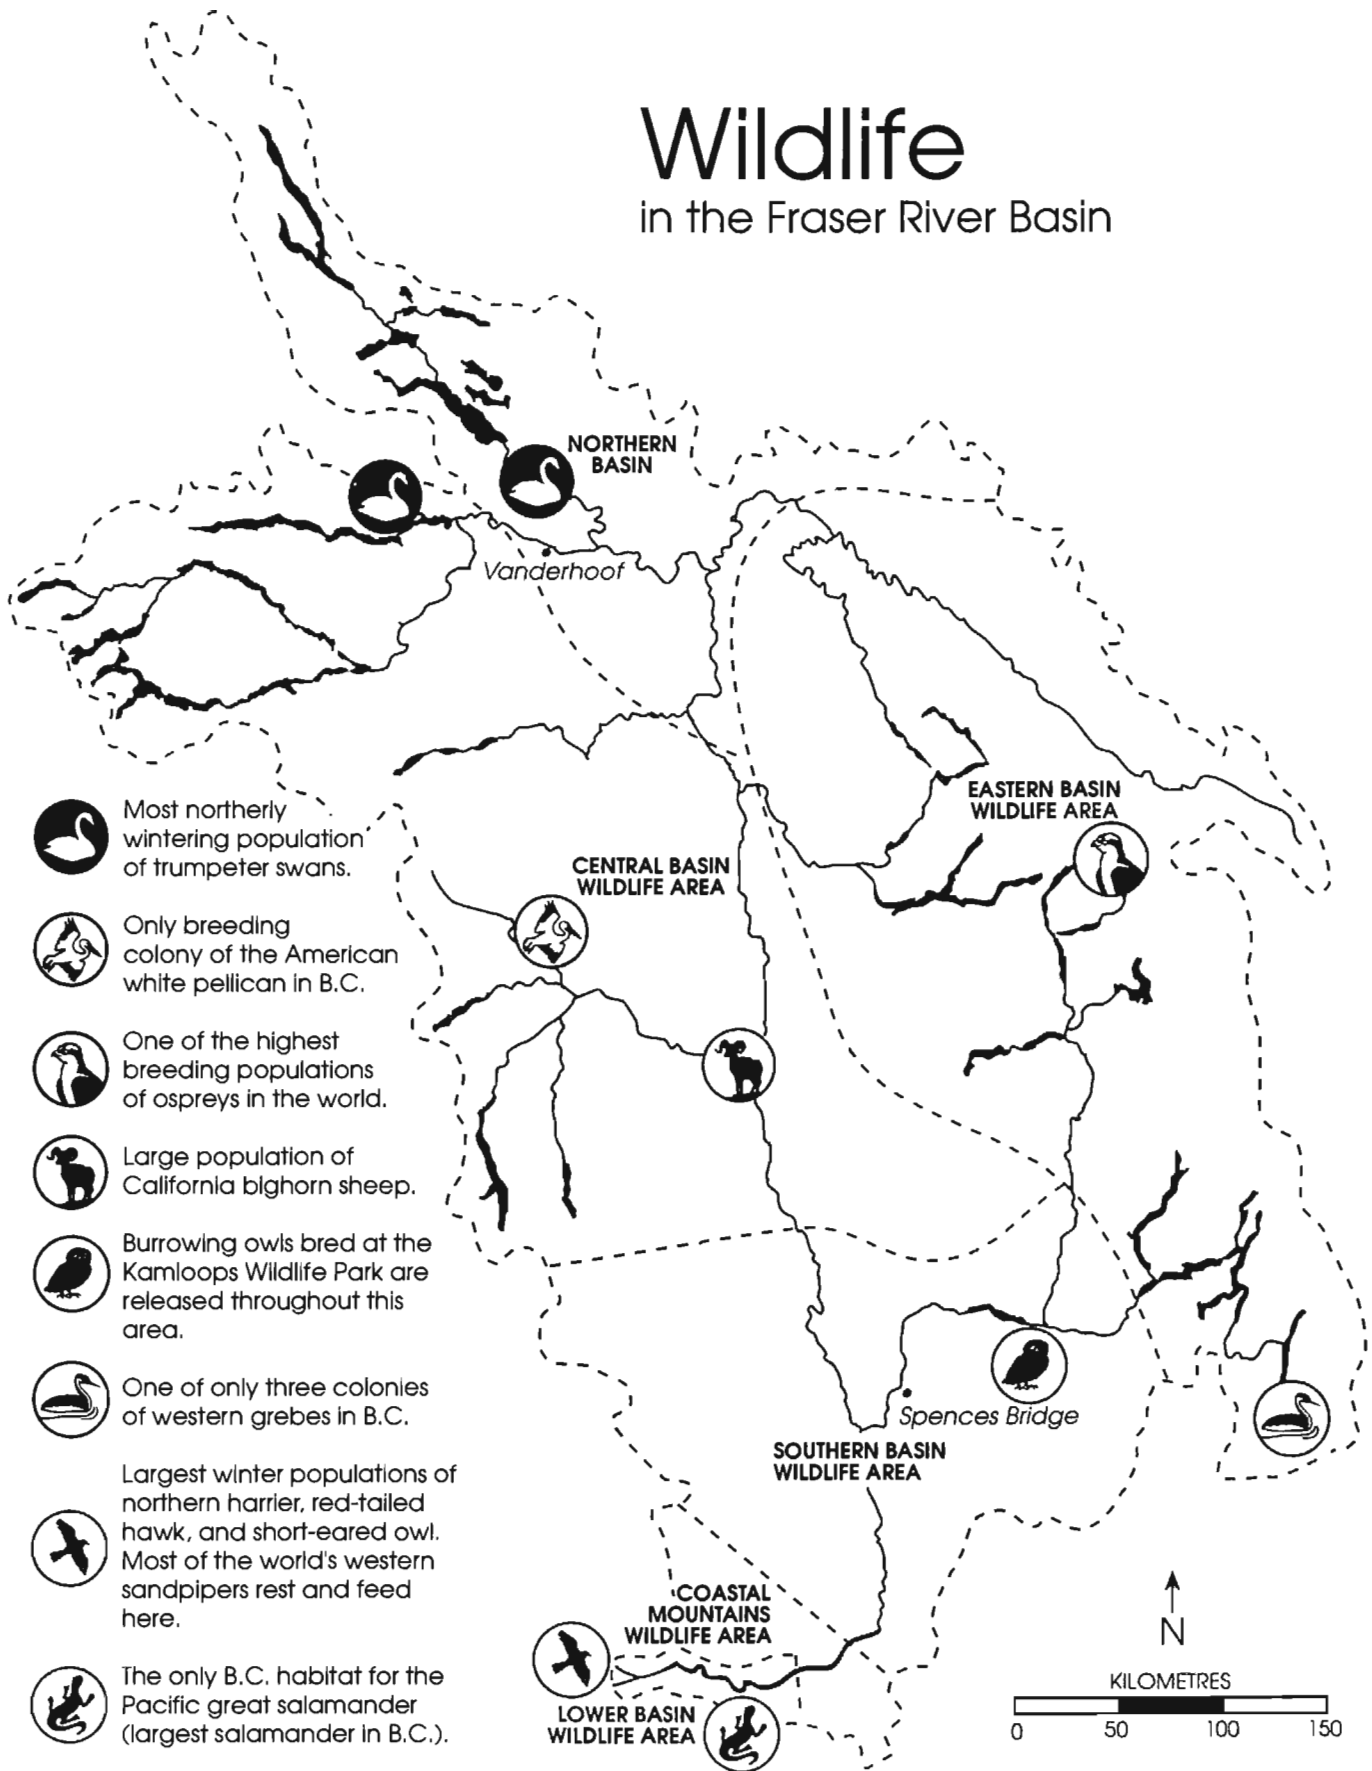 Wildlife
in the Fraser River Basin
NORTHERN
BASIN
Vanderhoof
EASTERN BASIN
WILDLIFE AREA
CENTRAL BASIN
WILDLIFE AREA
Most northerly
wintering population
of trumpeter swans.
Only breeding
colony of the American
white pellican in B.C.
One of the highest
breeding populations
of ospreys in the world.
Large population of
California bighorn sheep.
Burrowing owls bred at the
Kamloops Wildlife Park are
released throughout this
area.
One of only three colonies
of western grebes in B.C.
Largest winter populations of
northern harrier, red-tailed
hawk, and short-eared owl.
Most of the world's western
sandpipers rest and feed
here.
The only B.C. habitat for the
Pacific great salamander
(largest salamander in B.C.).
Spences Bridge
SOUTHERN BASIN
WILDLIFE AREA
COASTAL
MOUNTAINS
WILDLIFE AREA
LOWER BASIN
WILDLIFE AREA
N
KILOMETRES
0 50 100 150